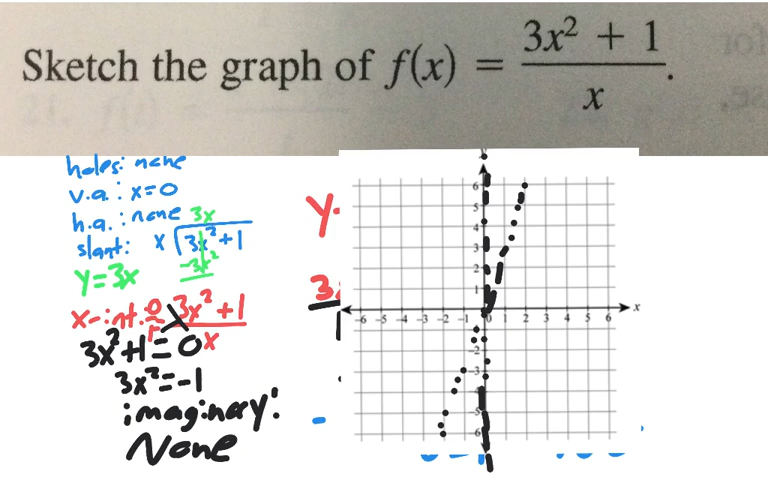 Sketch the graph of f(x) = (3x² + 1)/x.
holes: none
v.a.: x=0
h.a.: none
slant: x | 3x²+1
3x
-3x²
y=3x
x-int. 0 = 3x²+1
x
3x²+1=0
3x²=-1
imaginary!
None
y-
3
6
5
4
3
2
1
-6 -5 -4 -3 -2 -1 0 1 2 3 4 5 6 x
-2
-3
-5
-6